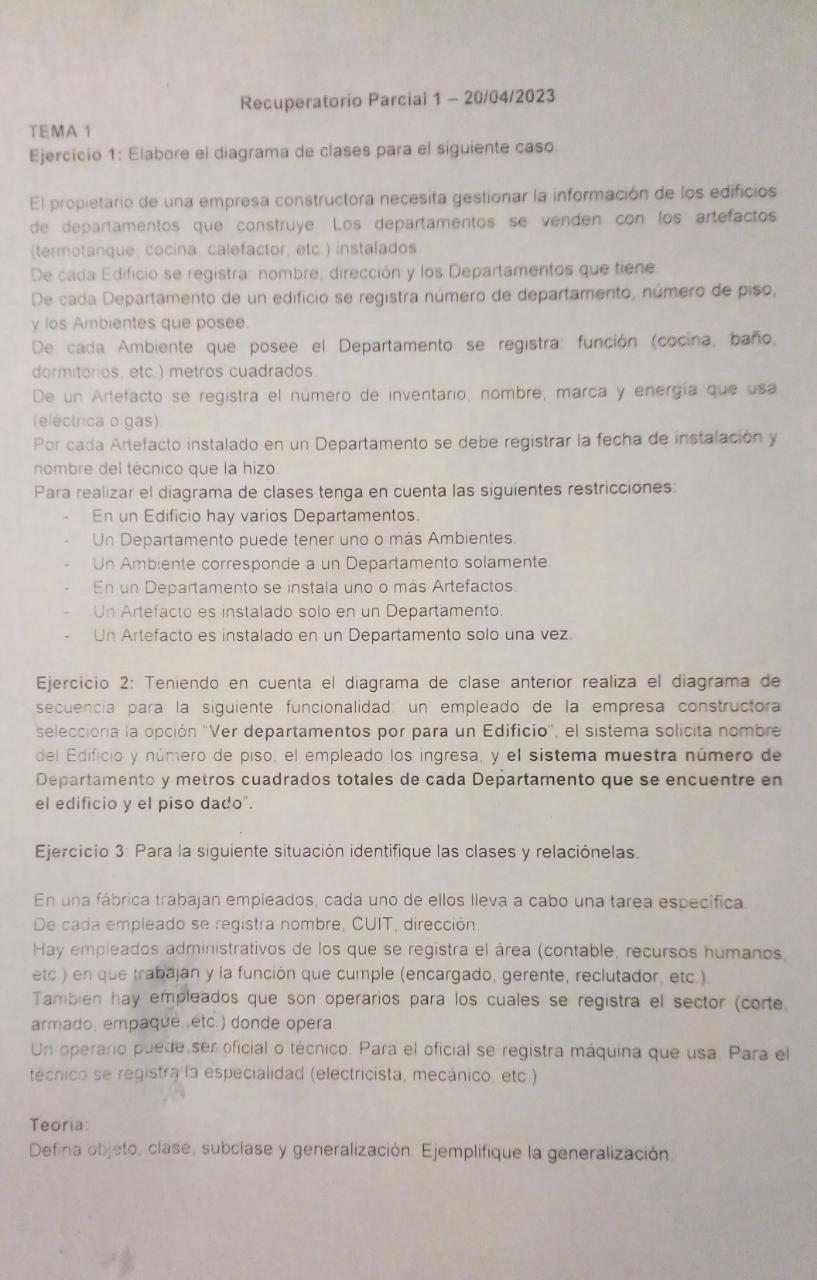 Recuperatorio Parcial 1 – 20/04/2023
TEMA 1
Ejercicio 1: Elabore el diagrama de clases para el siguiente caso.
El propietario de una empresa constructora necesita gestionar la información de los edificios
de departamentos que construye. Los departamentos se venden con los artefactos
(termotanque, cocina, calefactor, etc.) instalados.
De cada Edificio se registra: nombre, dirección y los Departamentos que tiene.
De cada Departamento de un edificio se registra número de departamento, número de piso,
y los Ambientes que posee.
De cada Ambiente que posee el Departamento se registra: función (cocina, baño,
dormitorios, etc.) metros cuadrados.
De un Artefacto se registra el número de inventario, nombre, marca y energía que usa
(eléctrica o gas).
Por cada Artefacto instalado en un Departamento se debe registrar la fecha de instalación y
nombre del técnico que la hizo.
Para realizar el diagrama de clases tenga en cuenta las siguientes restricciones:
- En un Edificio hay varios Departamentos.
- Un Departamento puede tener uno o más Ambientes.
- Un Ambiente corresponde a un Departamento solamente.
- En un Departamento se instala uno o más Artefactos.
- Un Artefacto es instalado solo en un Departamento.
- Un Artefacto es instalado en un Departamento solo una vez.
Ejercicio 2: Teniendo en cuenta el diagrama de clase anterior realiza el diagrama de
secuencia para la siguiente funcionalidad: un empleado de la empresa constructora
selecciona la opción "Ver departamentos por para un Edificio", el sistema solicita nombre
del Edificio y número de piso, el empleado los ingresa, y el sistema muestra número de
Departamento y metros cuadrados totales de cada Departamento que se encuentre en
el edificio y el piso dado".
Ejercicio 3: Para la siguiente situación identifique las clases y relaciónelas.
En una fábrica trabajan empleados, cada uno de ellos lleva a cabo una tarea específica.
De cada empleado se registra nombre, CUIT, dirección.
Hay empleados administrativos de los que se registra el área (contable, recursos humanos,
etc.) en que trabajan y la función que cumple (encargado, gerente, reclutador, etc.).
También hay empleados que son operarios para los cuales se registra el sector (corte,
armado, empaque, etc.) donde opera.
Un operario puede ser oficial o técnico. Para el oficial se registra máquina que usa. Para el
técnico se registra la especialidad (electricista, mecánico, etc.)
Teoría:
Defina objeto, clase, subclase y generalización. Ejemplifique la generalización.